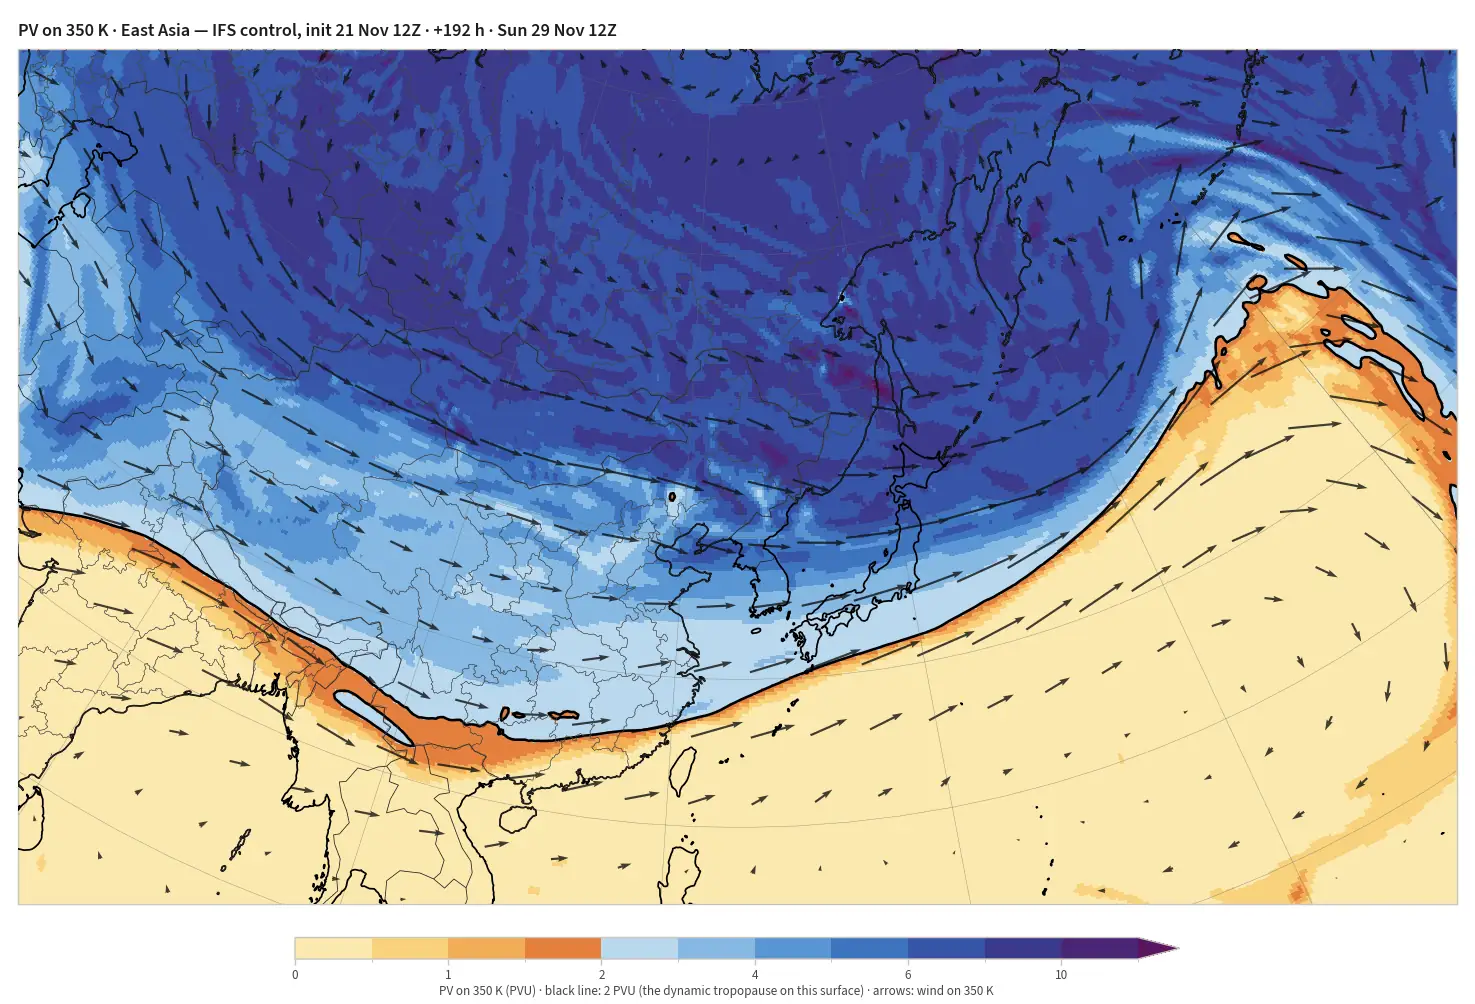 PV on 350 K · East Asia — IFS control, init 21 Nov 12Z · +192 h · Sun 29 Nov 12Z
0 1 2 4 6 10
PV on 350 K (PVU) · black line: 2 PVU (the dynamic tropopause on this surface) · arrows: wind on 350 K